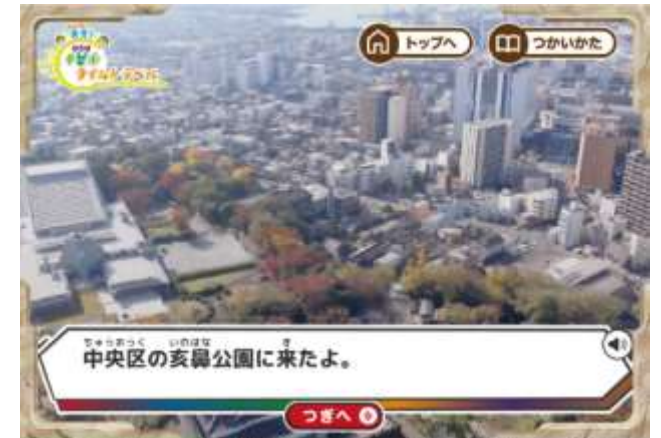 トップへ
つかいかた
ちゅうおうく いのはな き
中央区の亥鼻公園に来たよ。
つぎへ